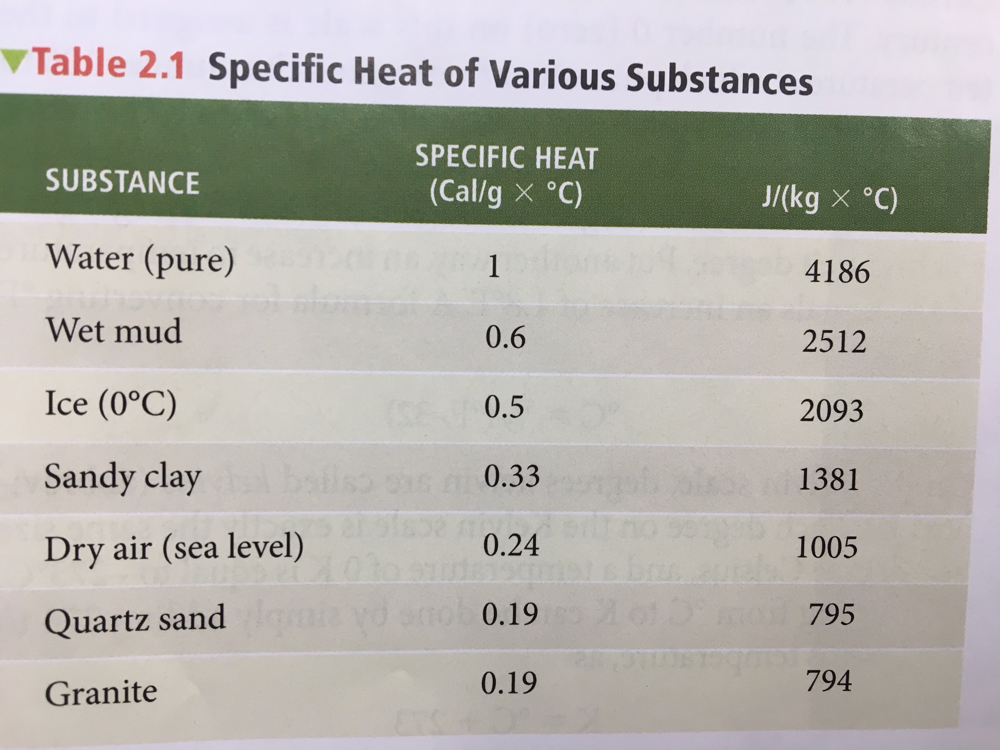 Table 2.1 Specific Heat of Various Substances
SUBSTANCE SPECIFIC HEAT (Cal/g × °C) J/(kg × °C)
Water (pure) 1 4186
Wet mud 0.6 2512
Ice (0°C) 0.5 2093
Sandy clay 0.33 1381
Dry air (sea level) 0.24 1005
Quartz sand 0.19 795
Granite 0.19 794